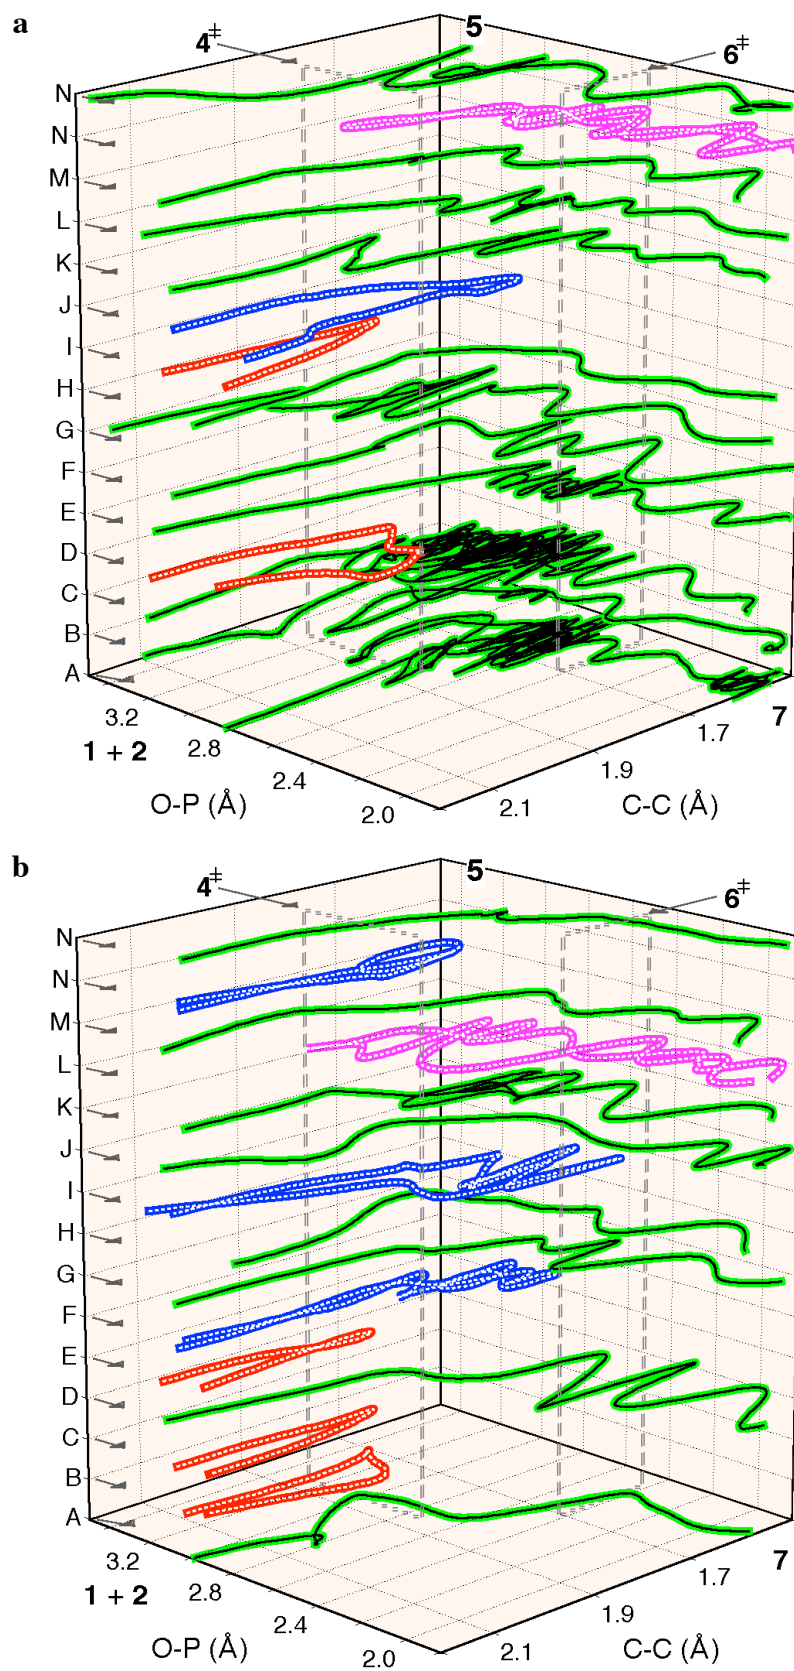 a
4‡
5
6‡
N
N
M
L
K
J
I
H
G
F
E
D
C
B
A
3.2
2.8
2.4
2.0
1 + 2
O-P (Å)
2.1
1.9
1.7
7
C-C (Å)
b
4‡
5
6‡
N
N
M
L
K
J
I
H
G
F
E
D
C
B
A
3.2
2.8
2.4
2.0
1 + 2
O-P (Å)
2.1
1.9
1.7
7
C-C (Å)